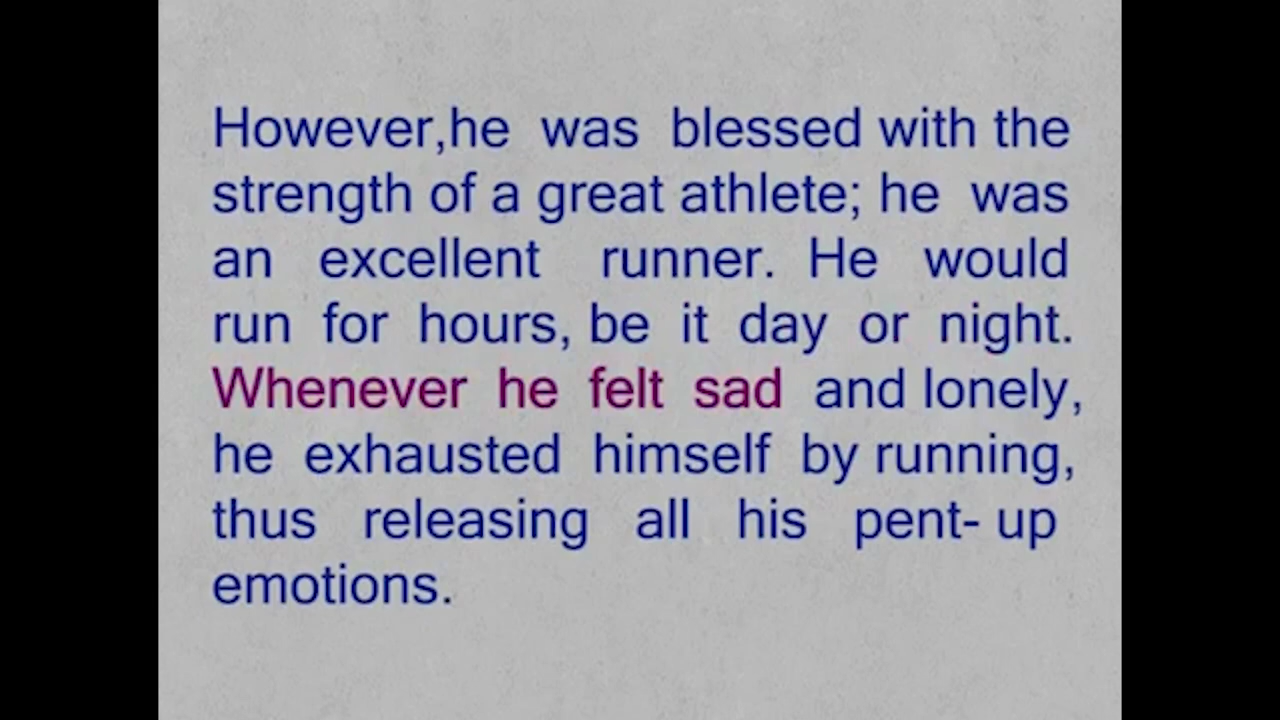 However,he was blessed with the
strength of a great athlete; he was
an excellent runner. He would
run for hours, be it day or night.
Whenever he felt sad and lonely,
he exhausted himself by running,
thus releasing all his pent- up
emotions.